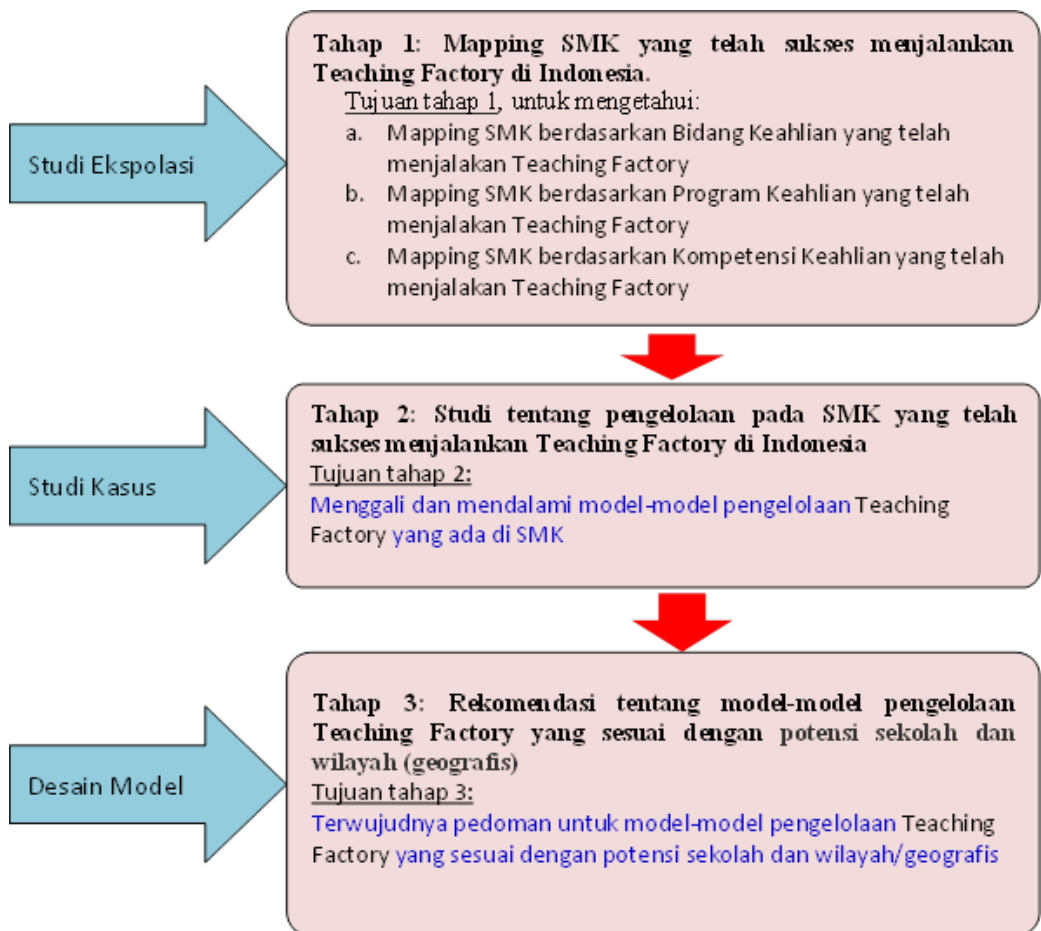 Tahap 1: Mapping SMK yang telah sukses menjalankan
Teaching Factory di Indonesia.
Tujuan tahap 1, untuk mengetahui:
a. Mapping SMK berdasarkan Bidang Keahlian yang telah
menjalakan Teaching Factory
b. Mapping SMK berdasarkan Program Keahlian yang telah
menjalakan Teaching Factory
c. Mapping SMK berdasarkan Kompetensi Keahlian yang telah
menjalakan Teaching Factory
Studi Ekspolasi
Tahap 2: Studi tentang pengelolaan pada SMK yang telah
sukses menjalankan Teaching Factory di Indonesia
Tujuan tahap 2:
Menggali dan mendalami model-model pengelolaan Teaching
Factory yang ada di SMK
Studi Kasus
Tahap 3: Rekomendasi tentang model-model pengelolaan
Teaching Factory yang sesuai dengan potensi sekolah dan
wilayah (geografis)
Tujuan tahap 3:
Terwujudnya pedoman untuk model-model pengelolaan Teaching
Factory yang sesuai dengan potensi sekolah dan wilayah/geografis
Desain Model